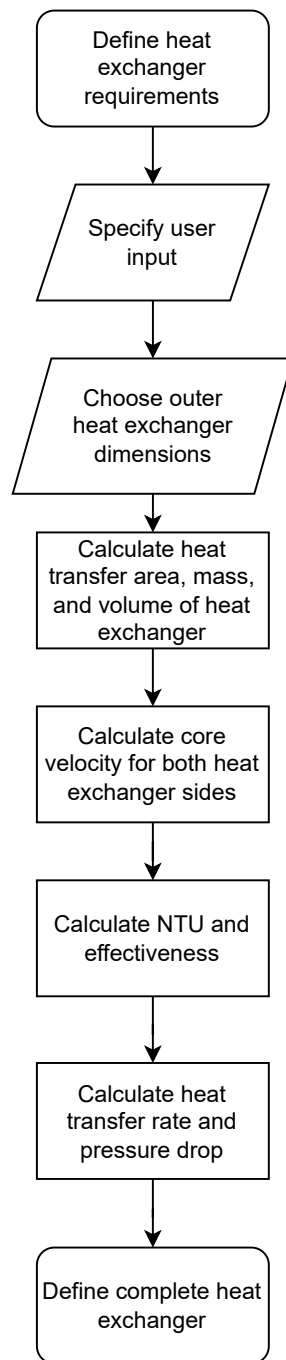 Define heat
exchanger
requirements
Specify user
input
Choose outer
heat exchanger
dimensions
Calculate heat
transfer area, mass,
and volume of heat
exchanger
Calculate core
velocity for both heat
exchanger sides
Calculate NTU and
effectiveness
Calculate heat
transfer rate and
pressure drop
Define complete heat
exchanger